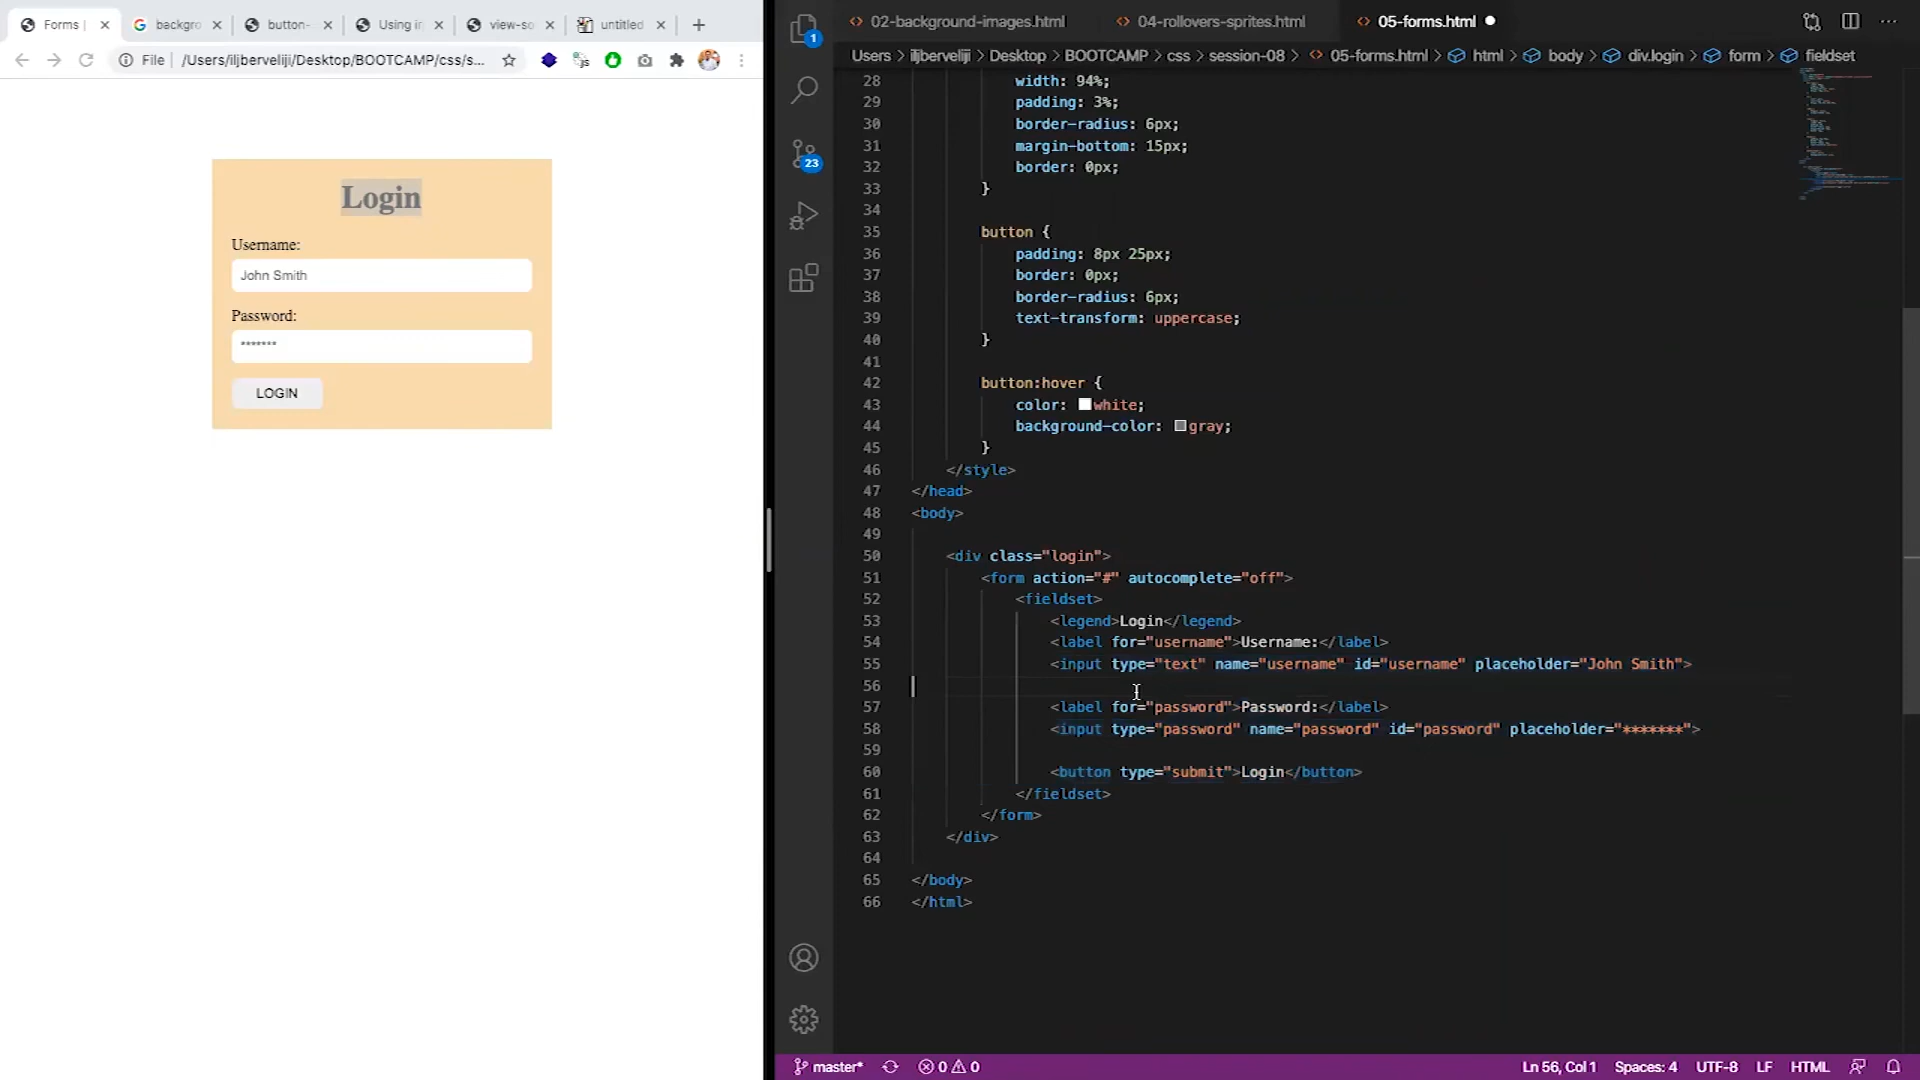 Forms |
backgro
button-
Using ir
view-so
untitled
File | /Users/iljberveliji/Desktop/BOOTCAMP/css/s...
Login
Username:
John Smith
Password:
*******
LOGIN
02-background-images.html
04-rollovers-sprites.html
05-forms.html
Users > iljberveliji > Desktop > BOOTCAMP > css > session-08 > 05-forms.html > html > body > div.login > form > fieldset
1
23
28 width: 94%;
29 padding: 3%;
30 border-radius: 6px;
31 margin-bottom: 15px;
32 border: 0px;
33 }
34
35 button {
36 padding: 8px 25px;
37 border: 0px;
38 border-radius: 6px;
39 text-transform: uppercase;
40 }
41
42 button:hover {
43 color: white;
44 background-color: gray;
45 }
46 </style>
47 </head>
48 <body>
49
50 <div class="login">
51 <form action="#" autocomplete="off">
52 <fieldset>
53 <legend>Login</legend>
54 <label for="username">Username:</label>
55 <input type="text" name="username" id="username" placeholder="John Smith">
56
57 <label for="password">Password:</label>
58 <input type="password" name="password" id="password" placeholder="*******">
59
60 <button type="submit">Login</button>
61 </fieldset>
62 </form>
63 </div>
64
65 </body>
66 </html>
master* 0 0 Ln 56, Col 1 Spaces: 4 UTF-8 LF HTML